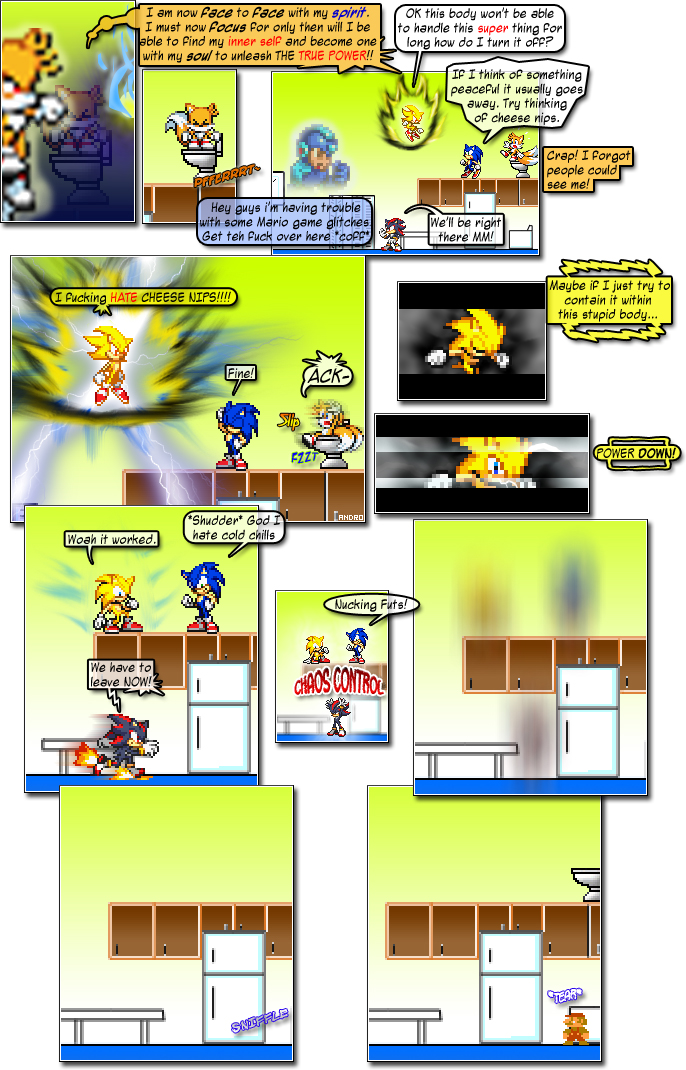 I am now face to face with my spirit.
I must now focus for only then will I be
able to find my inner self and become one
with my soul to unleash THE TRUE POWER!!
PFFERRRT~
OK this body won't be able
to handle this super thing for
long how do I turn it off?
If I think of something
peaceful it usually goes
away. Try thinking
of cheese nips.
Crap! I forgot
people could
see me!
Hey guys i'm having trouble
with some Mario game glitches.
Get teh fuck over here *coff*
We'll be right
there MM!
I fucking HATE CHEESE NIPS!!!!
Fine!
ACK-
Slip
FZZT
ANDRO
Maybe if I just try to
contain it within
this stupid body...
POWER DOWN!
Woah it worked.
*Shudder* God I
hate cold chills
We have to
leave NOW!
Nucking Futs!
CHAOS CONTROL
SNIFFLE
*TEAR*